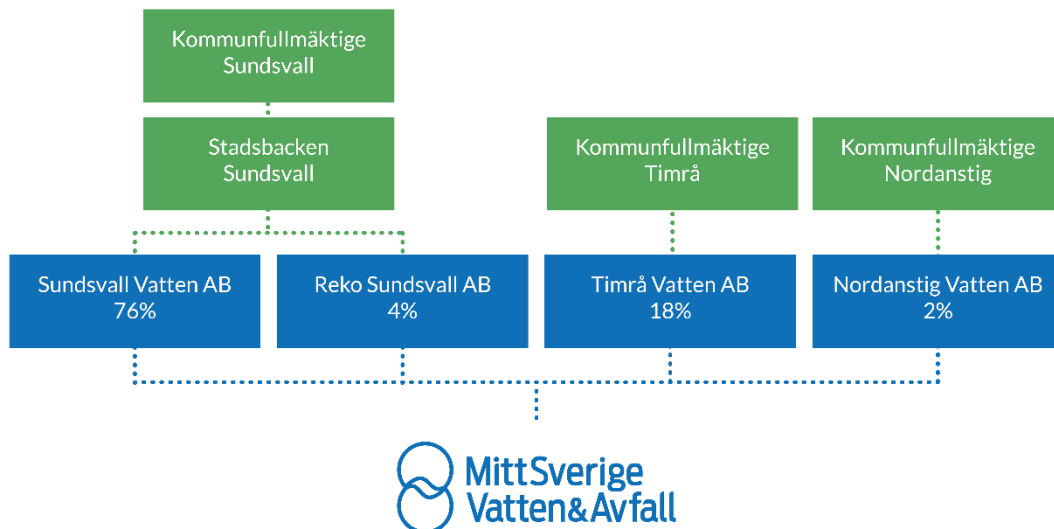 Kommunfullmäktige
Sundsvall
Stadsbacken
Sundsvall
Kommunfullmäktige
Timrå
Kommunfullmäktige
Nordanstig
Sundsvall Vatten AB
76%
Reko Sundsvall AB
4%
Timrå Vatten AB
18%
Nordanstig Vatten AB
2%
MittSverige
Vatten&Avfall